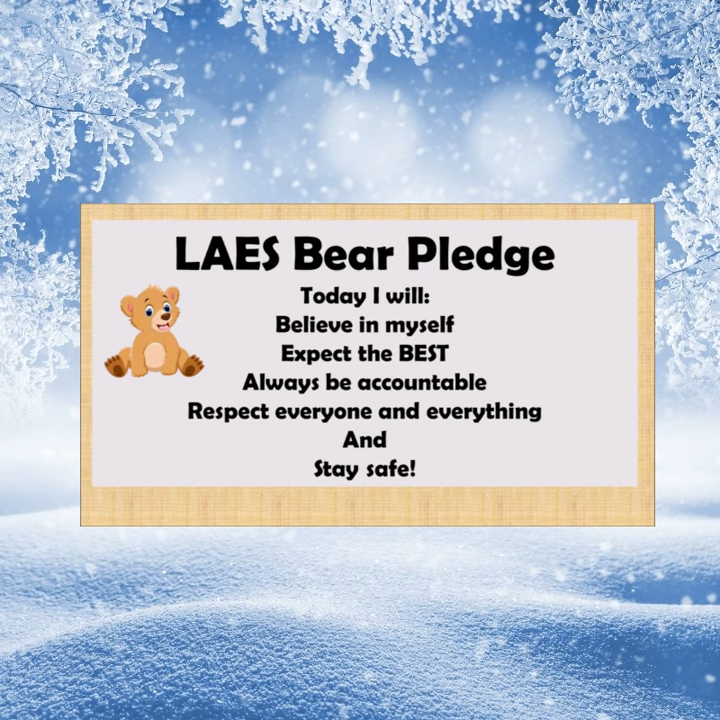 LAES Bear Pledge
Today I will:
Believe in myself
Expect the BEST
Always be accountable
Respect everyone and everything
And
Stay safe!